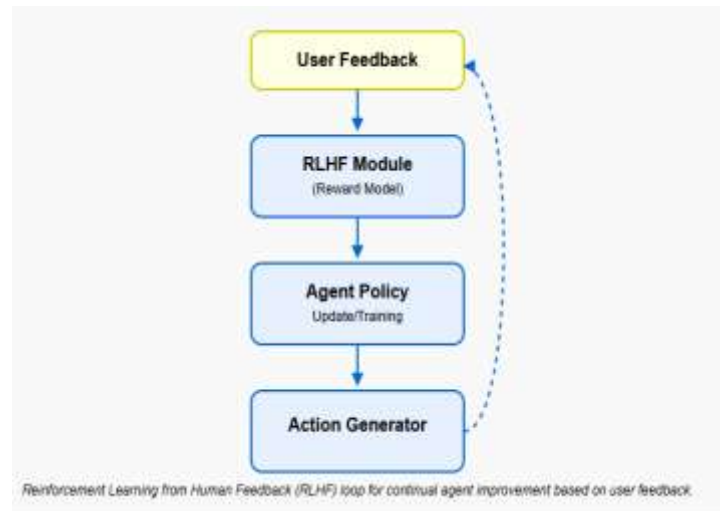 User Feedback
RLHF Module
(Reward Model)
Agent Policy
Update/Training
Action Generator
Reinforcement Learning from Human Feedback (RLHF) loop for continual agent improvement based on user feedback.